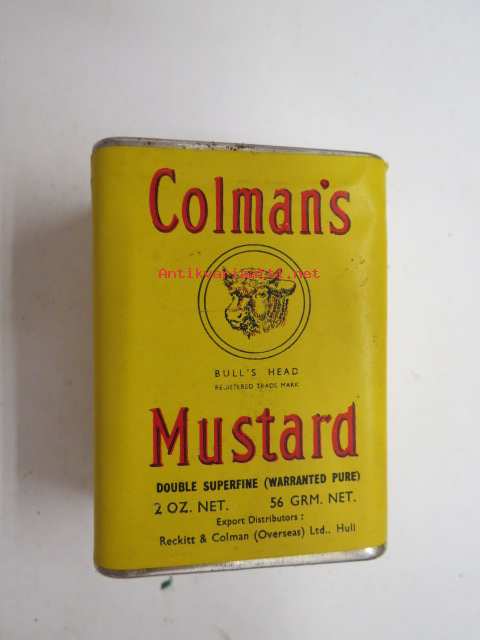 Colman's
Antikvariaatti.net
BULL'S HEAD
REGISTERED TRADE MARK
Mustard
DOUBLE SUPERFINE (WARRANTED PURE)
2 OZ. NET. 56 GRM. NET.
Export Distributors :
Reckitt & Colman (Overseas) Ltd., Hull